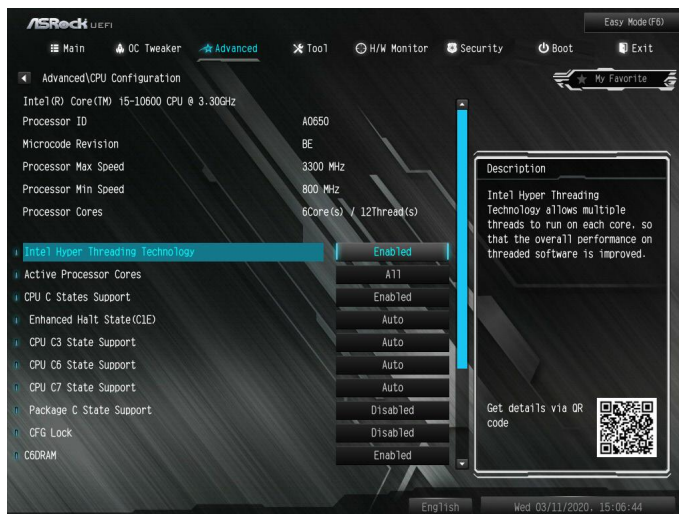 ASRock UEFI
Easy Mode(F6)
Main OC Tweaker Advanced Tool H/W Monitor Security Boot Exit
Advanced\CPU Configuration
My Favorite
Intel(R) Core(TM) i5-10600 CPU @ 3.30GHz
Processor ID A0650
Microcode Revision BE
Processor Max Speed 3300 MHz
Processor Min Speed 800 MHz
Processor Cores 6Core(s) / 12Thread(s)
Intel Hyper Threading Technology Enabled
Active Processor Cores All
CPU C States Support Enabled
Enhanced Halt State(C1E) Auto
CPU C3 State Support Auto
CPU C6 State Support Auto
CPU C7 State Support Auto
Package C State Support Disabled
CFG Lock Disabled
C6DRAM Enabled
Description
Intel Hyper Threading
Technology allows multiple
threads to run on each core, so
that the overall performance on
threaded software is improved.
Get details via QR
code
English
Wed 03/11/2020, 15:06:44